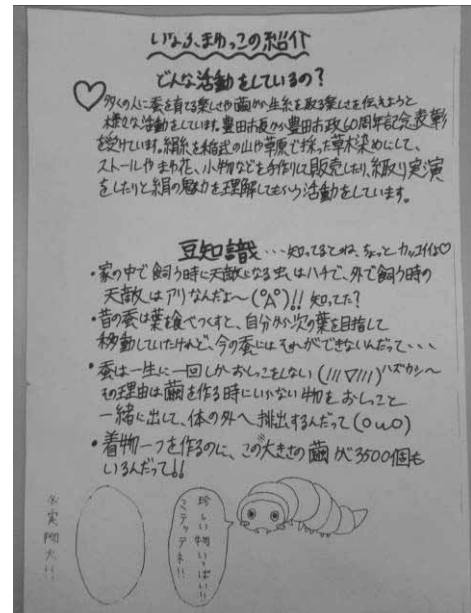 いなぶ、まゆっこの紹介
どんな活動をしているの?
多くの人に蚕を育てる楽しさや繭から生糸を取る楽しさを伝えようと
様々な活動をしています。豊田市長から豊田市政60周年記念表彰
を受けています。絹糸を稲武の山や草原で採った草木染めにして、
ストールやまゆ花、小物などを手作りして販売したり、糸取り実演
をしたりと絹の魅力を理解してもらう活動をしています。
豆知識・・・知ってるとね、ちょっとカッコイイよ♡
・家の中で飼う時に天敵になる虫はハチで、外で飼う時の
天敵はアリなんだよ〜(°A°)!! 知ってた?
・昔の蚕は葉を食べつくすと、自分から次の葉を目指して
移動していたけれど、今の蚕にはそれができないんだって・・・
・蚕は一生に一回しかおしっこをしない(///▽///)ハズカシ〜
その理由は繭を作る時にいらない物をおしっこと
一緒に出して、体の外へ排出するんだって(oωo)
・着物一つを作るのに、この※大きさの繭が3500個も
いるんだって!!
※実物大!!
珍しい物いっぱい!!
ミテッテネ!!